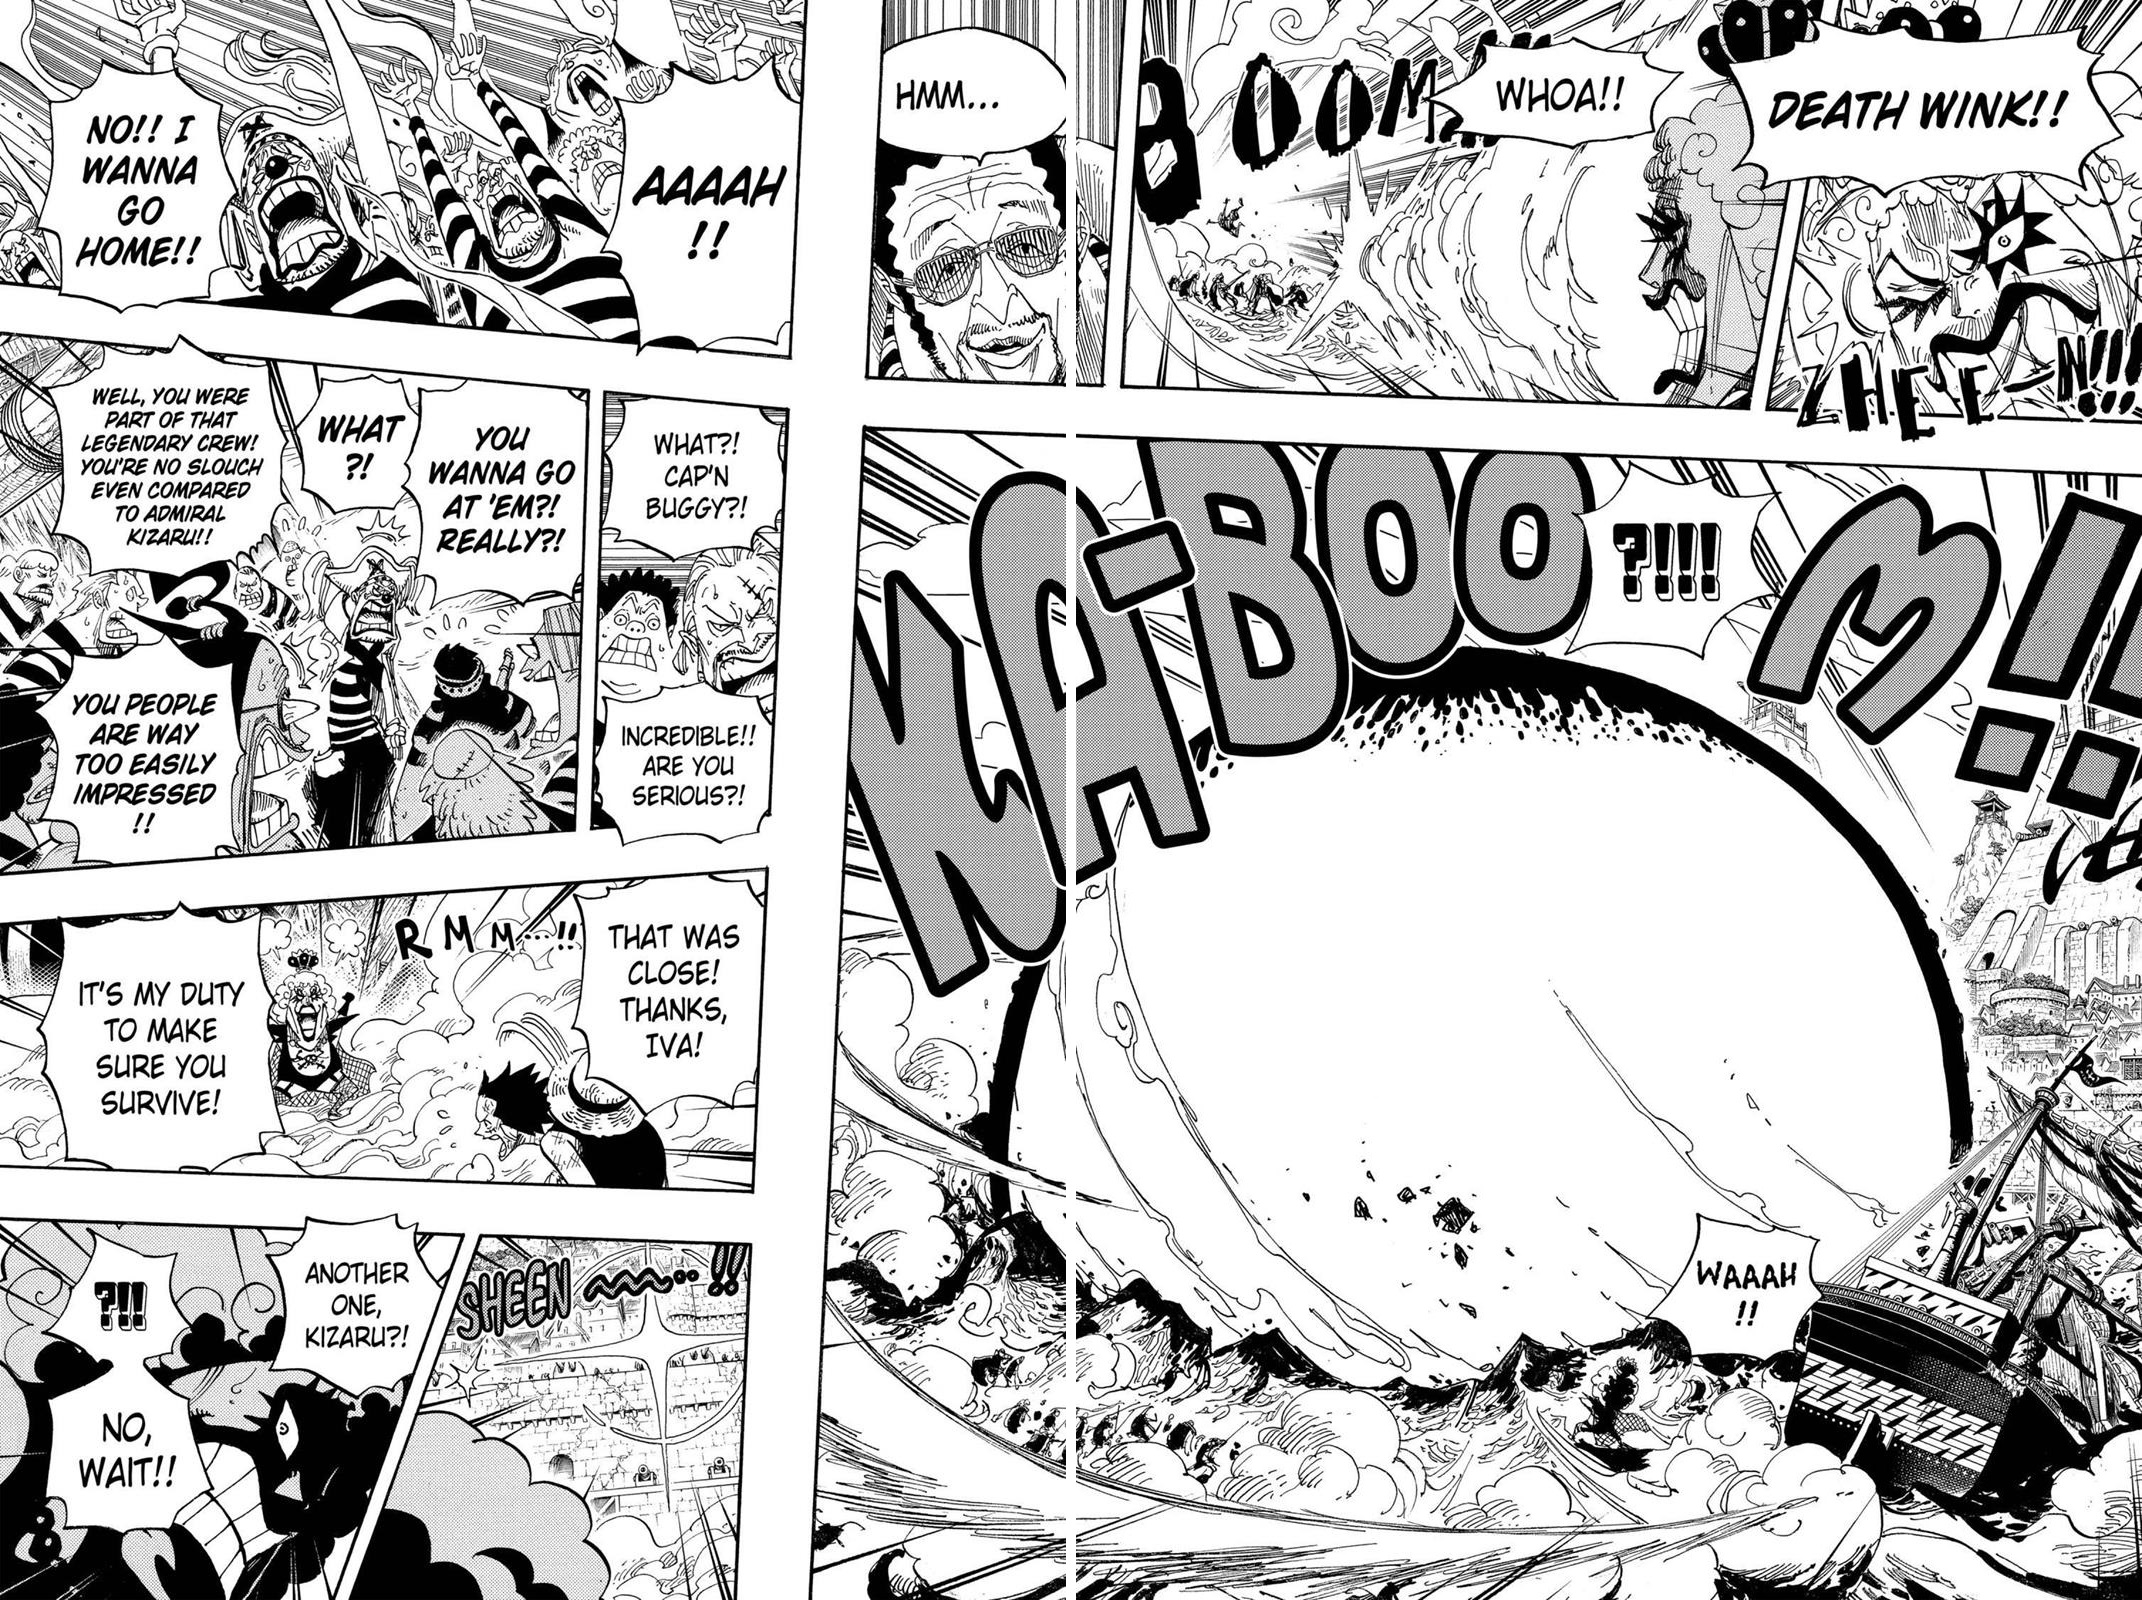 DEATH WINK!!
ZHEE-N!!!
WHOA!!
BOOM
HMM...
KA-BOOM!!
?!!!
WAAAH
!!
AAAAH
!!
NO!! I
WANNA
GO
HOME!!
WHAT?!
CAP'N
BUGGY?!
INCREDIBLE!!
ARE YOU
SERIOUS?!
YOU
WANNA GO
AT 'EM?!
REALLY?!
WHAT
?!
WELL, YOU WERE
PART OF THAT
LEGENDARY CREW!
YOU'RE NO SLOUCH
EVEN COMPARED
TO ADMIRAL
KIZARU!!
YOU PEOPLE
ARE WAY
TOO EASILY
IMPRESSED
!!
THAT WAS
CLOSE!
THANKS,
IVA!
RMM...!!
IT'S MY DUTY
TO MAKE
SURE YOU
SURVIVE!
SHEEN...!!
ANOTHER
ONE,
KIZARU?!
?!!
NO,
WAIT!!